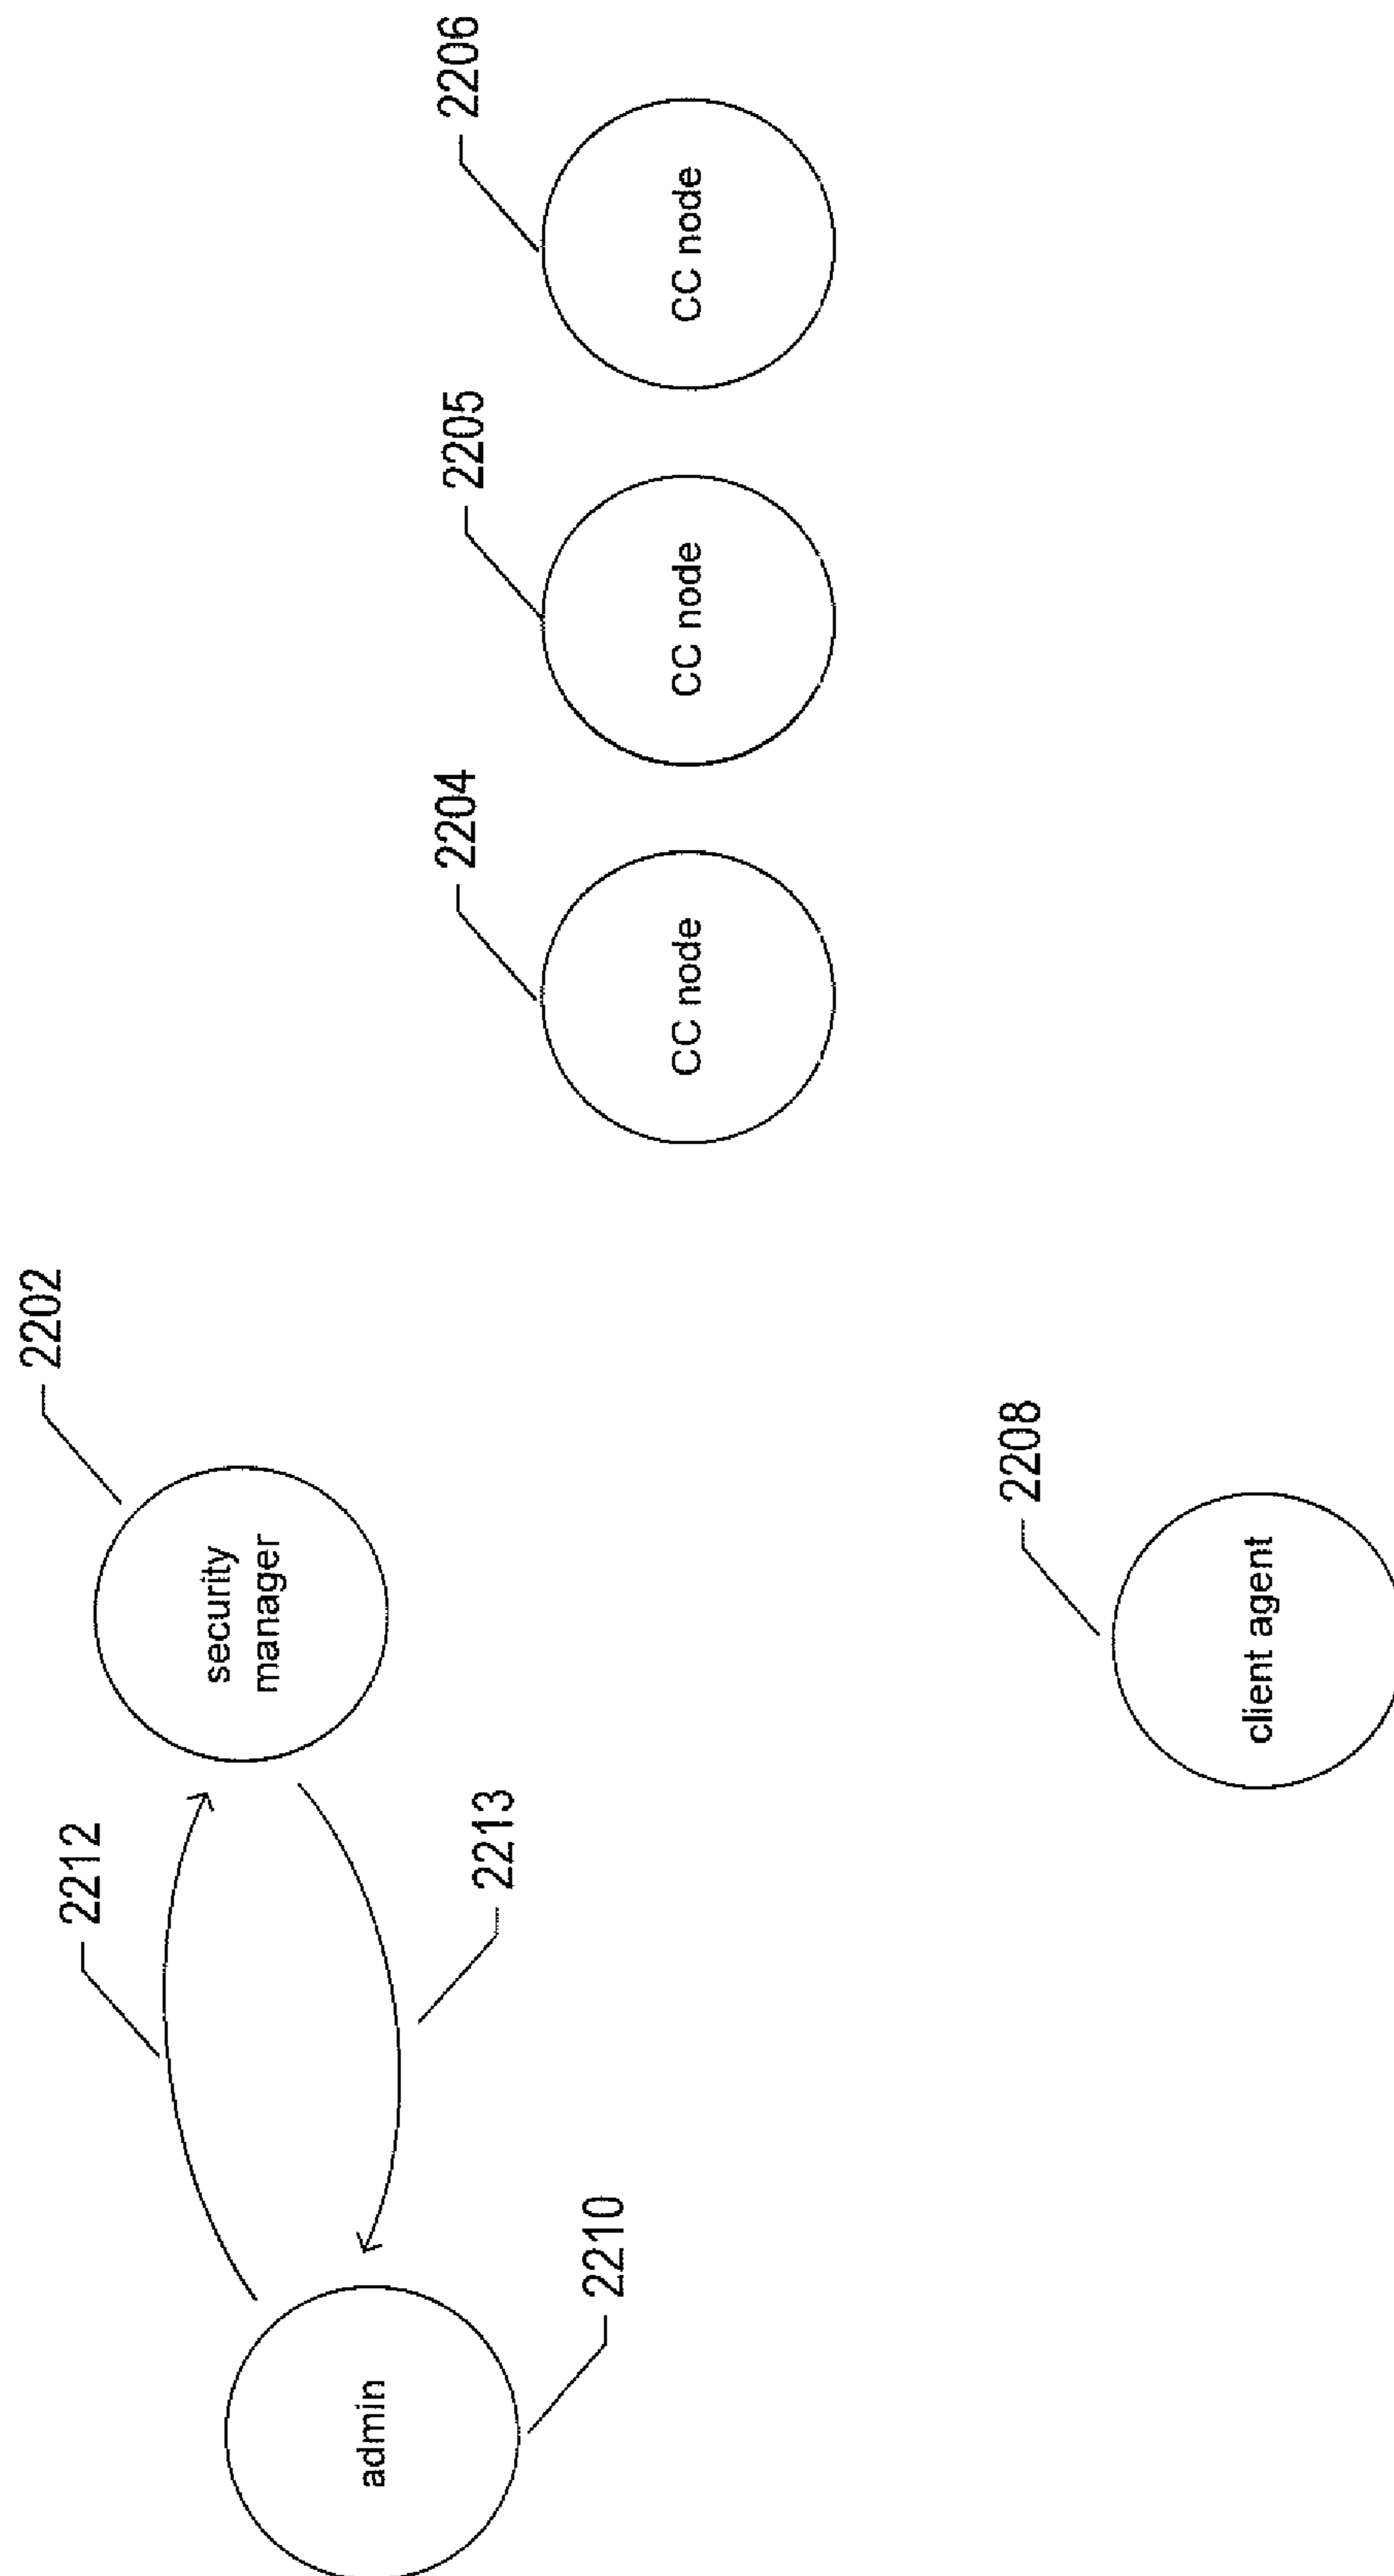 2202
security
manager
2212
2213
admin
2210
2204
2205
2206
CC node
CC node
CC node
2208
client agent